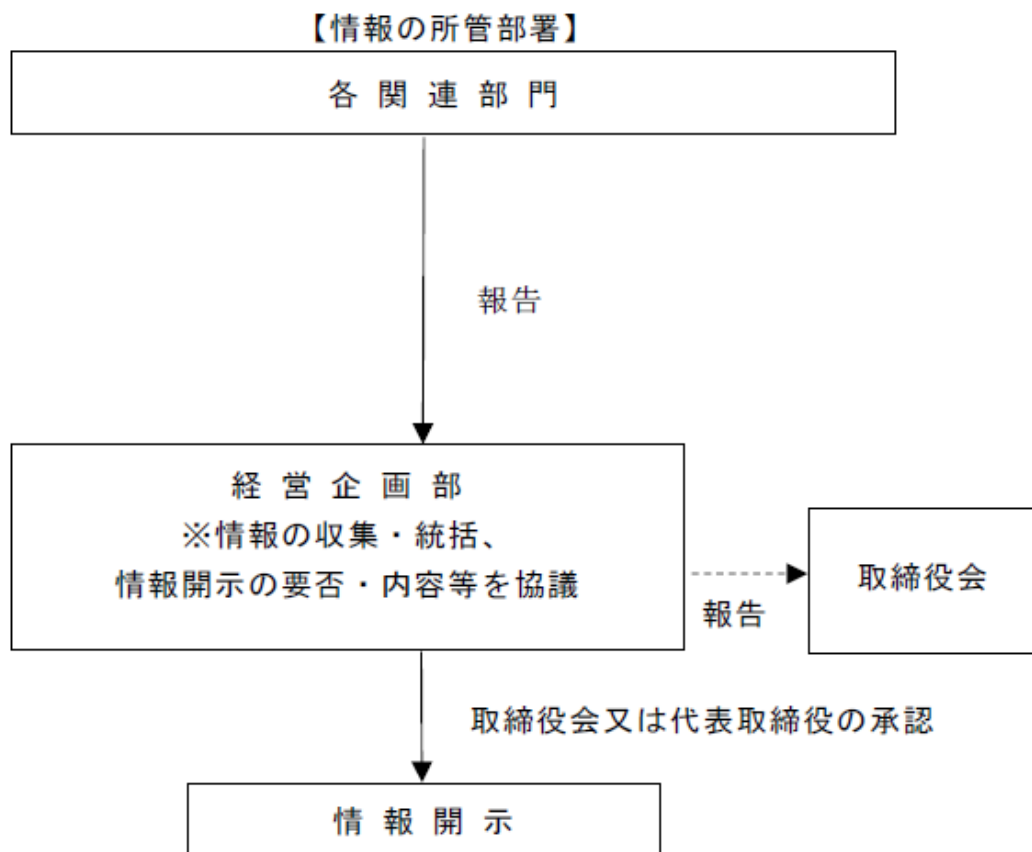 【情報の所管部署】
各関連部門
報告
経営企画部
※情報の収集・統括、
情報開示の要否・内容等を協議
取締役会
報告
取締役会又は代表取締役の承認
情報開示